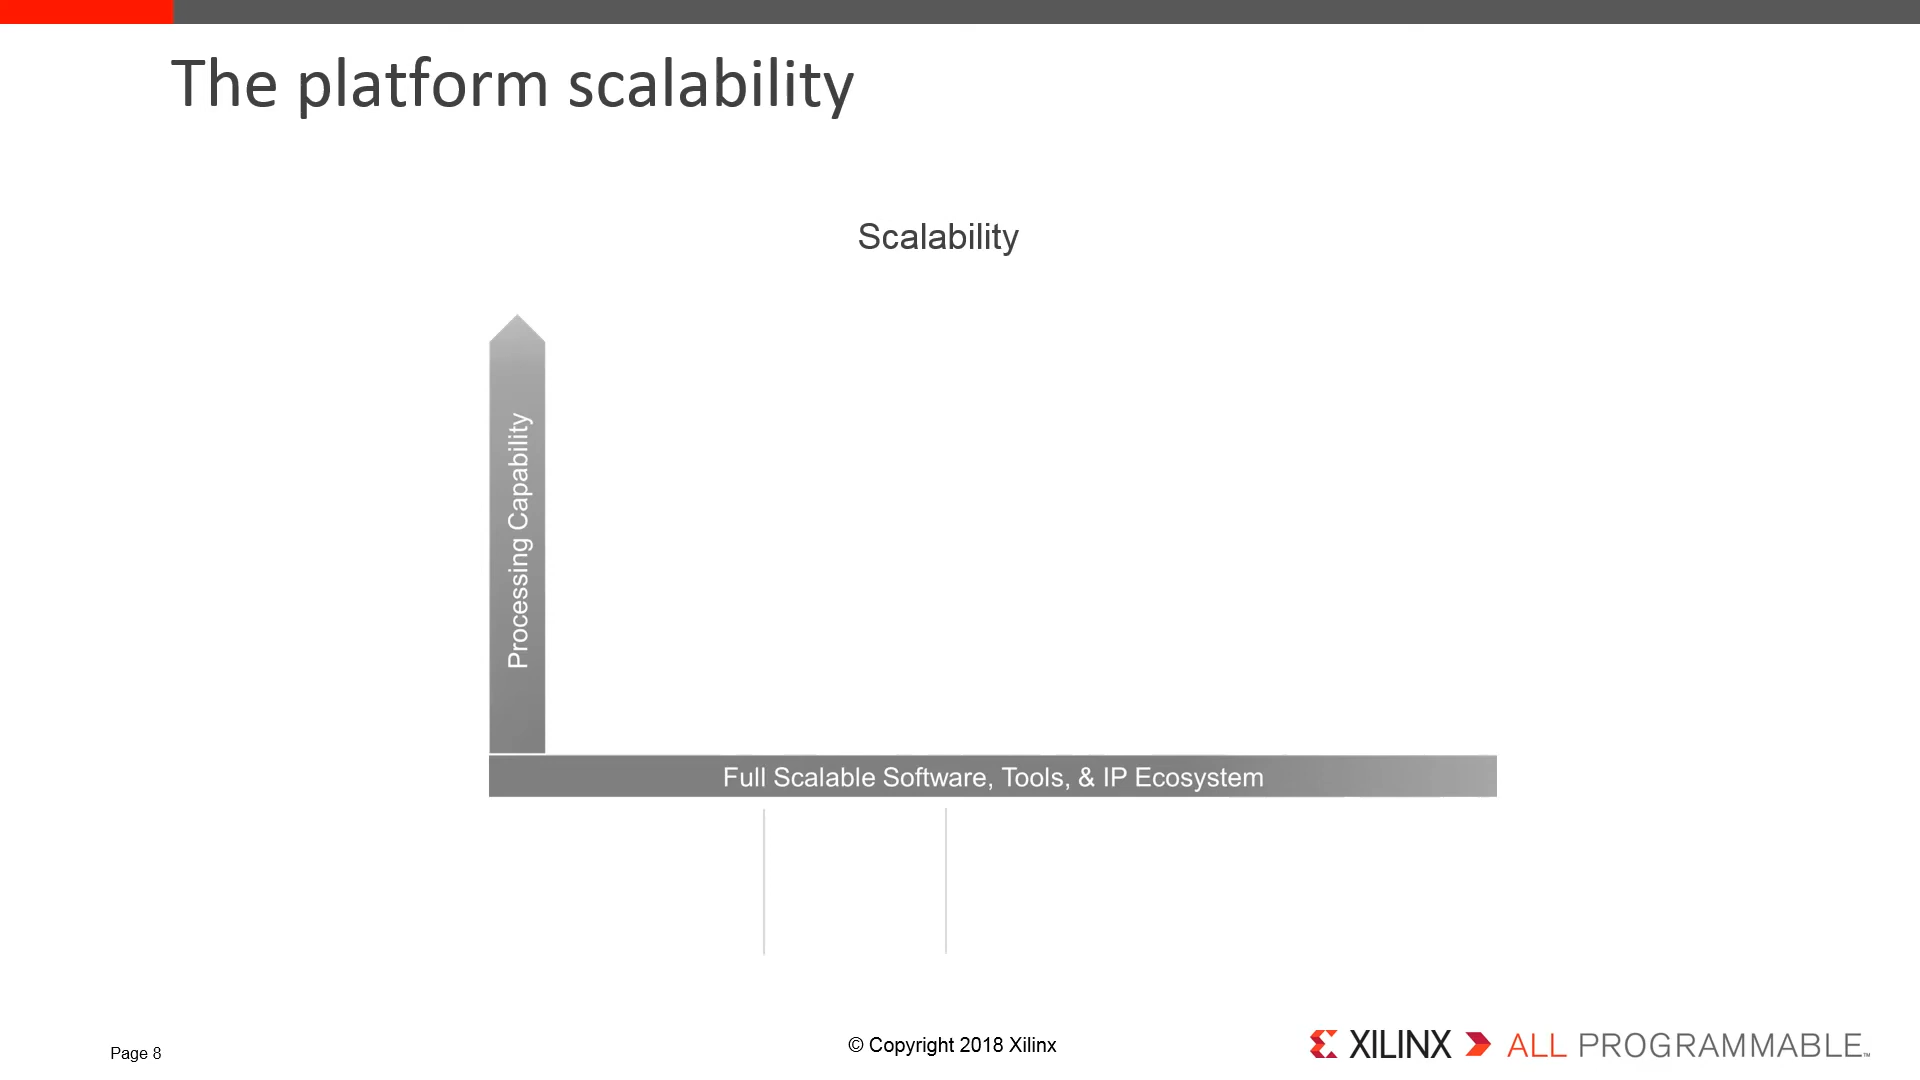 The platform scalability
Scalability
Processing Capability
Full Scalable Software, Tools, & IP Ecosystem
Page 8
© Copyright 2018 Xilinx
XILINX ALL PROGRAMMABLE™